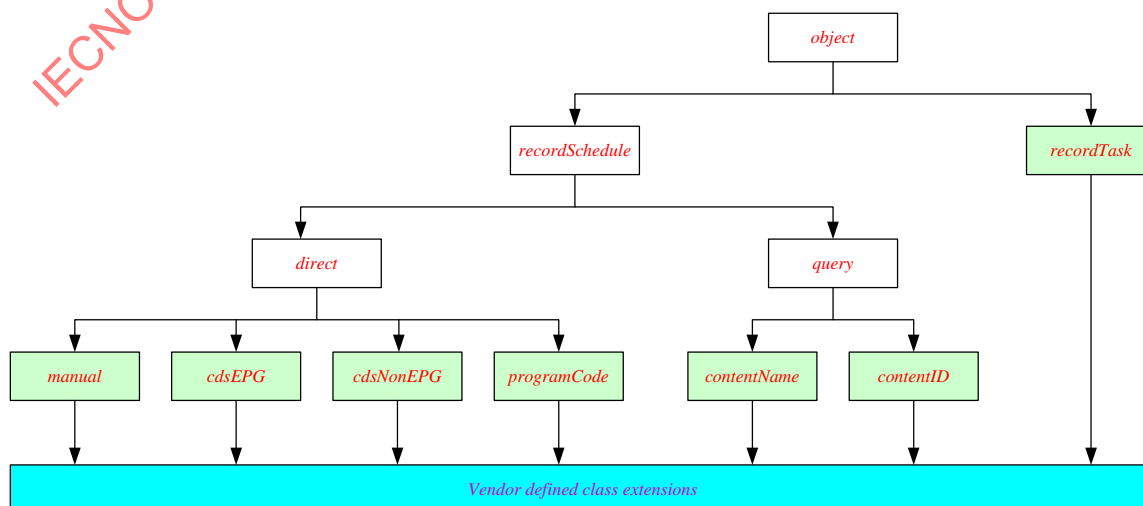 IECNO
object
recordSchedule
recordTask
direct
query
manual
cdsEPG
cdsNonEPG
programCode
contentName
contentID
Vendor defined class extensions